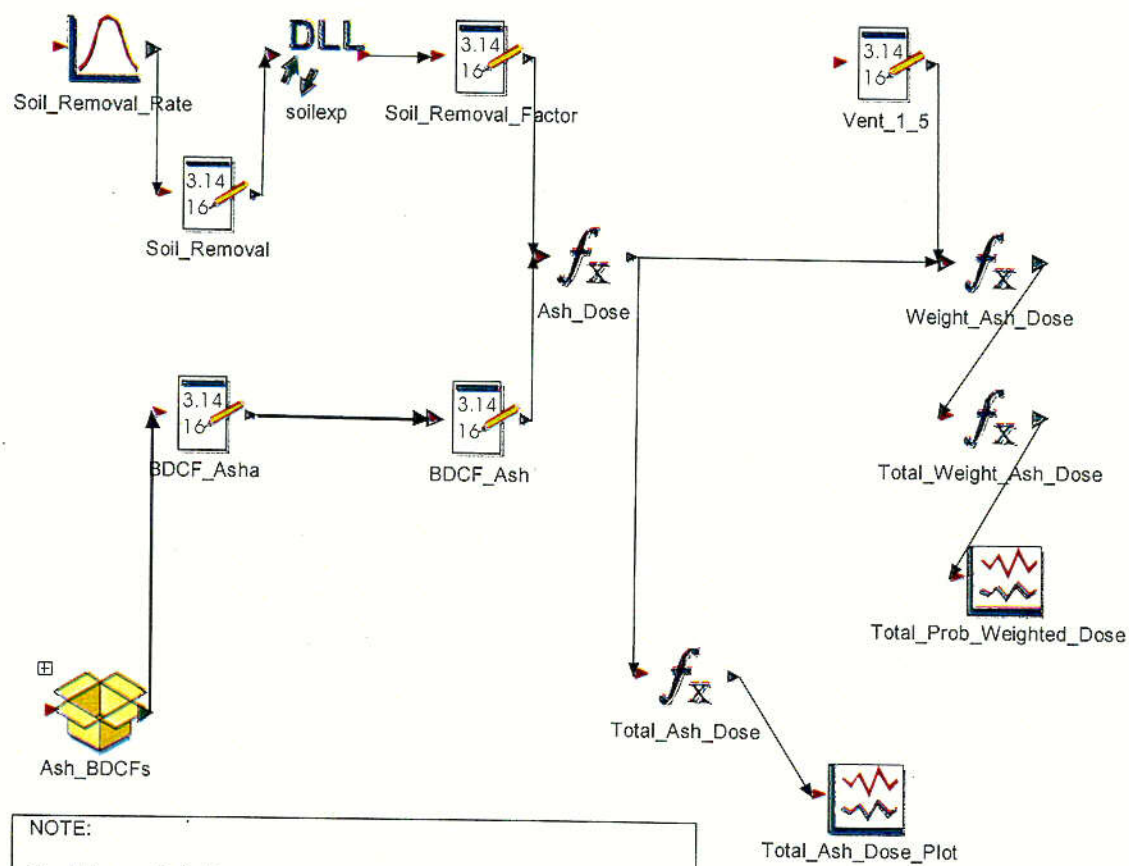 DLL
3.14
16
3.14
16
Soil_Removal_Rate
soilexp
Soil_Removal_Factor
Vent_1_5
3.14
16
Soil_Removal
Ash_Dose
Weight_Ash_Dose
3.14
16
3.14
16
BDCF_Asha
BDCF_Ash
Total_Weight_Ash_Dose
Total_Prob_Weighted_Dose
Total_Ash_Dose
Ash_BDCFs
NOTE:
Total_Ash_Dose_Plot